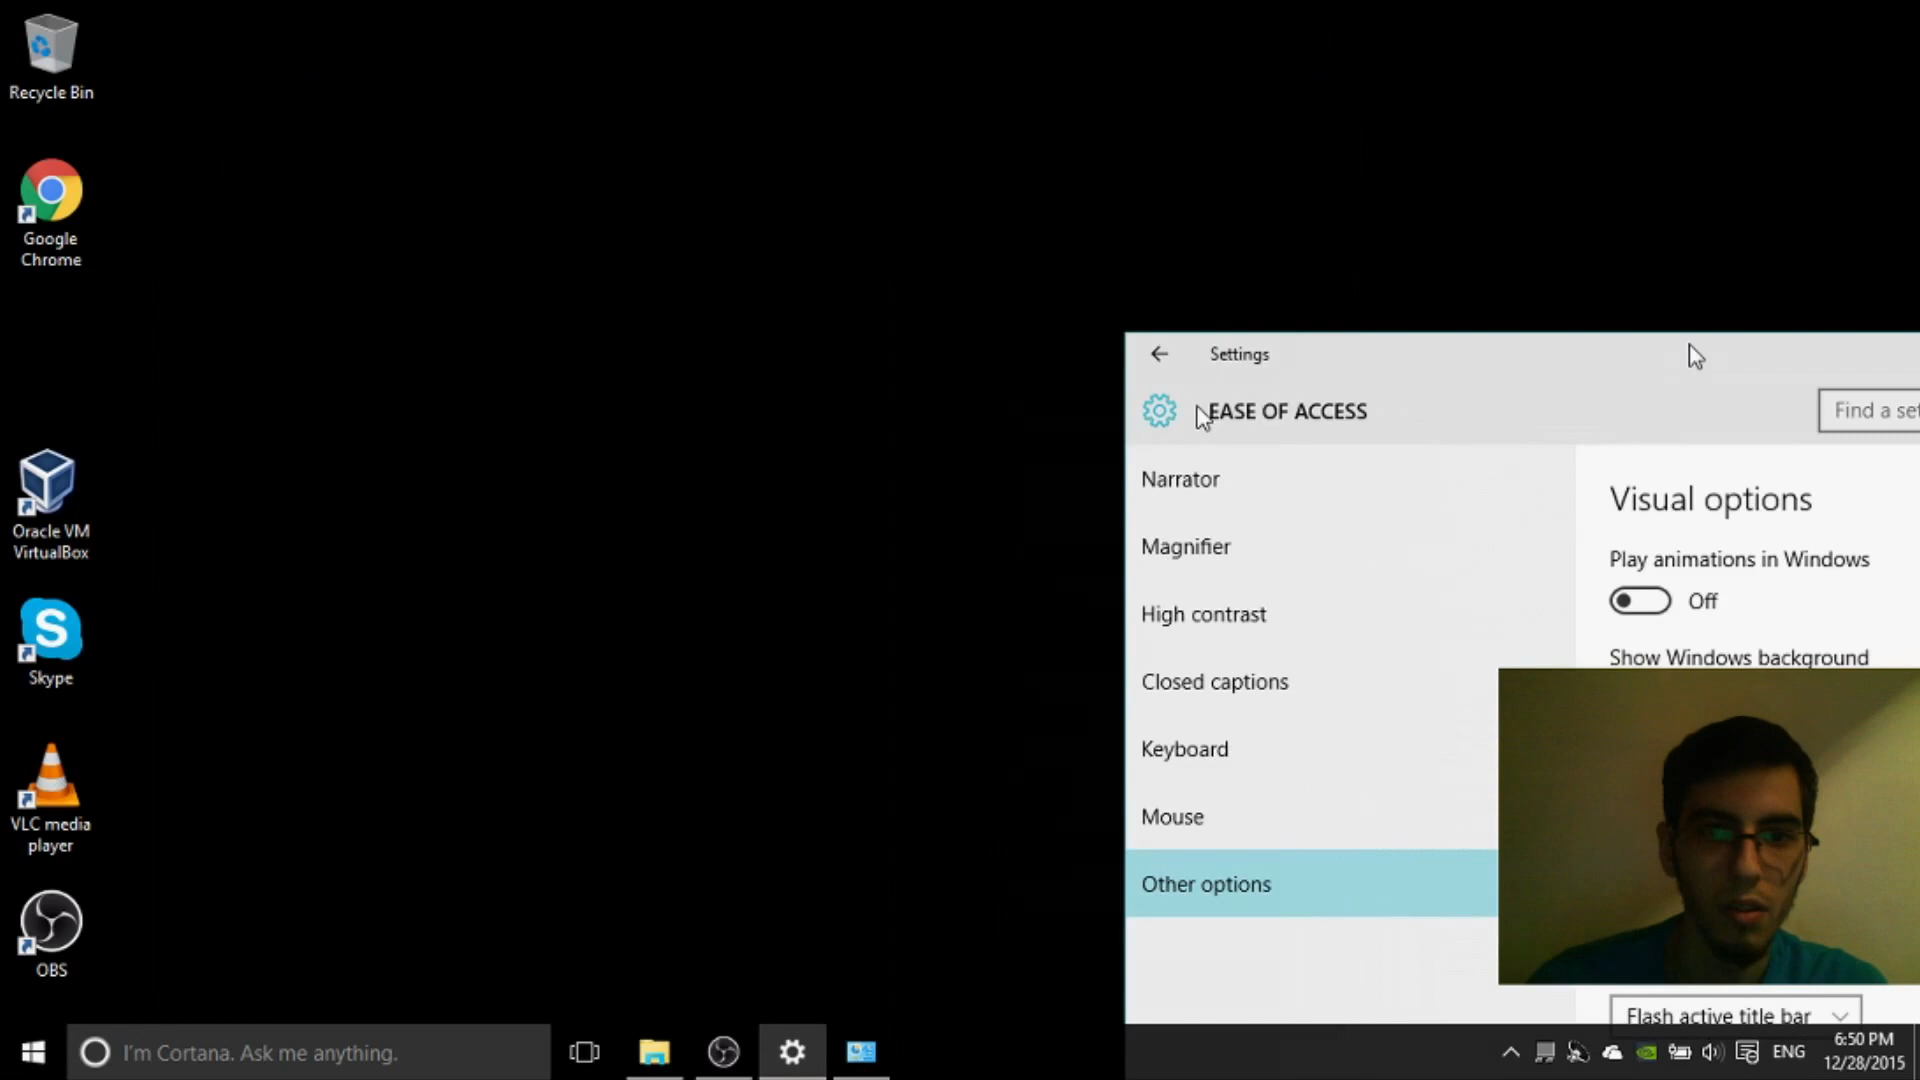 Recycle Bin
Google
Chrome
Oracle VM
VirtualBox
Skype
VLC media
player
OBS
Settings
EASE OF ACCESS
Find a set
Narrator
Magnifier
High contrast
Closed captions
Keyboard
Mouse
Other options
Visual options
Play animations in Windows
Off
Show Windows background
Flash active title bar
I'm Cortana. Ask me anything.
ENG
6:50 PM
12/28/2015